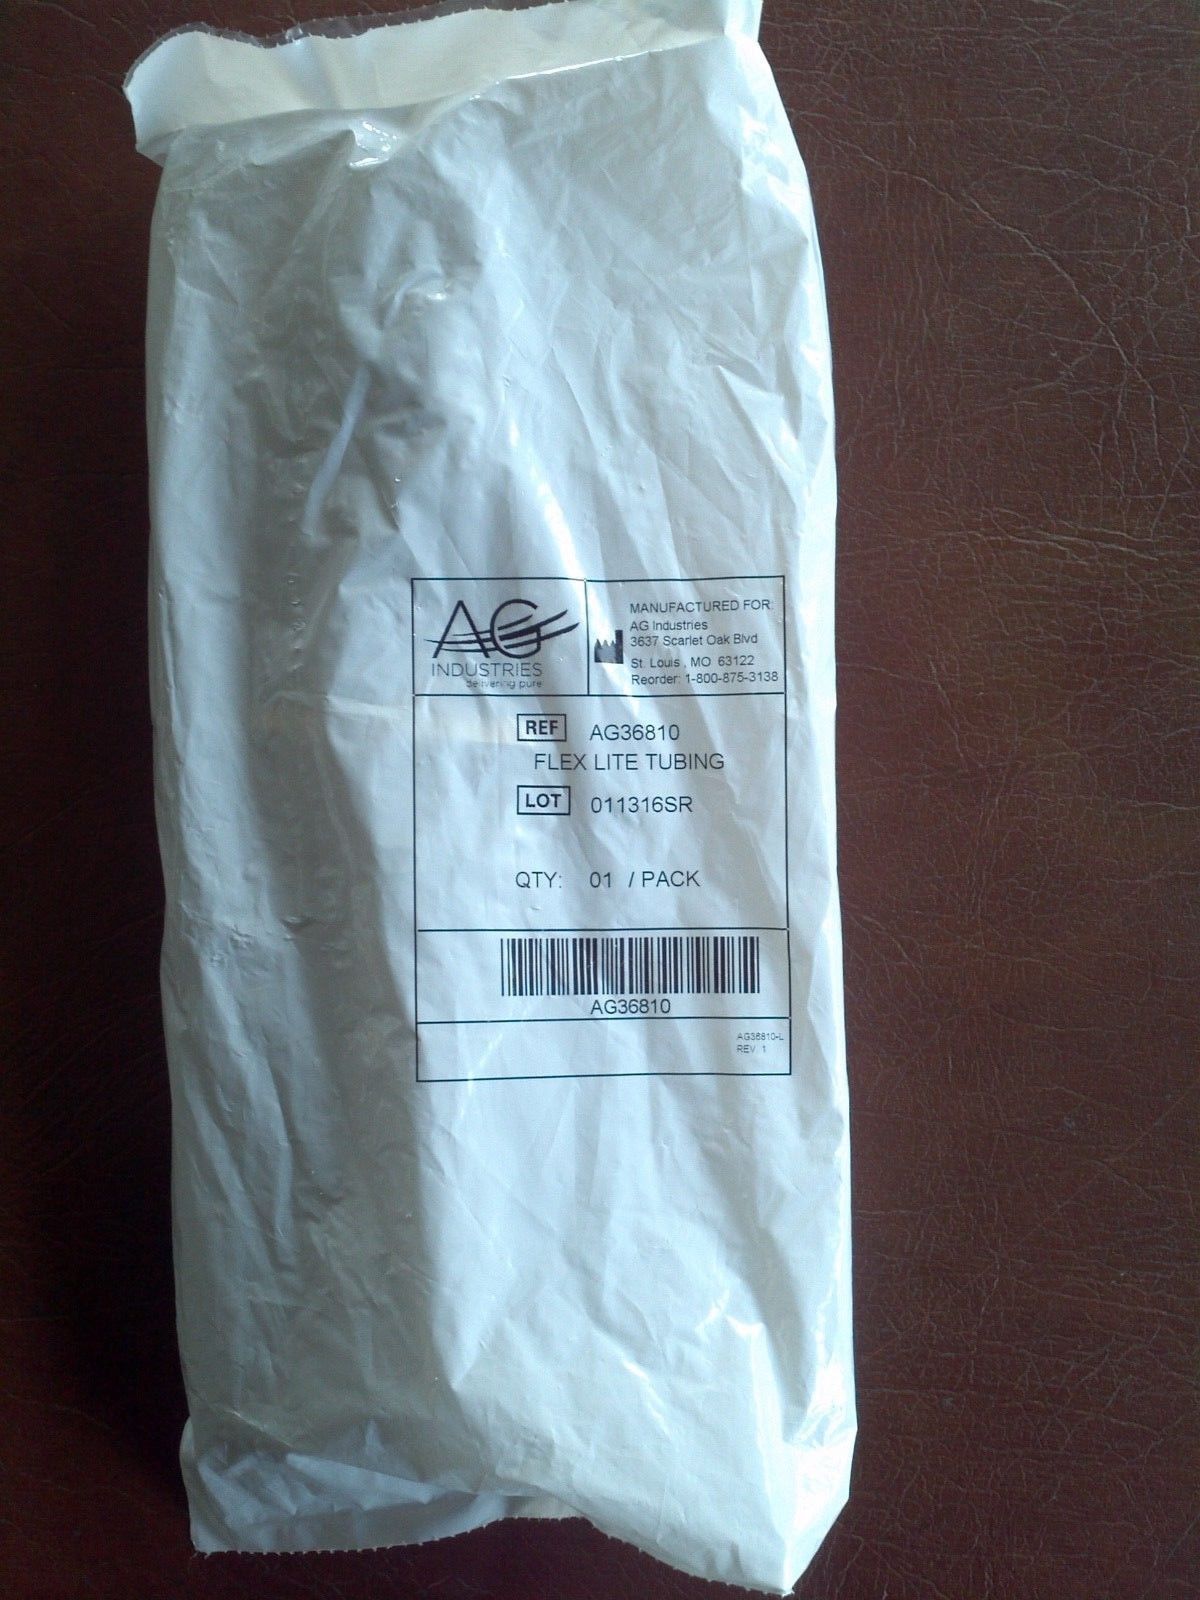 AG
INDUSTRIES
delivering pure
MANUFACTURED FOR:
AG Industries
3637 Scarlet Oak Blvd
St. Louis , MO 63122
Reorder: 1-800-875-3138
REF AG36810
FLEX LITE TUBING
LOT 011316SR
QTY: 01 / PACK
AG36810
AG36810-L
REV. 1